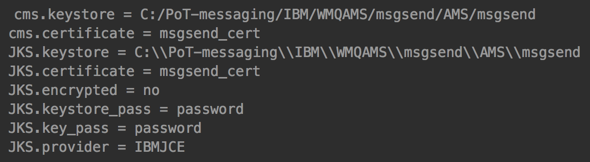 cms.keystore = C:/PoT-messaging/IBM/WMQAMS/msgsend/AMS/msgsend
cms.certificate = msgsend_cert
JKS.keystore = C:\\PoT-messaging\\IBM\\WMQAMS\\msgsend\\AMS\\msgsend
JKS.certificate = msgsend_cert
JKS.encrypted = no
JKS.keystore_pass = password
JKS.key_pass = password
JKS.provider = IBMJCE